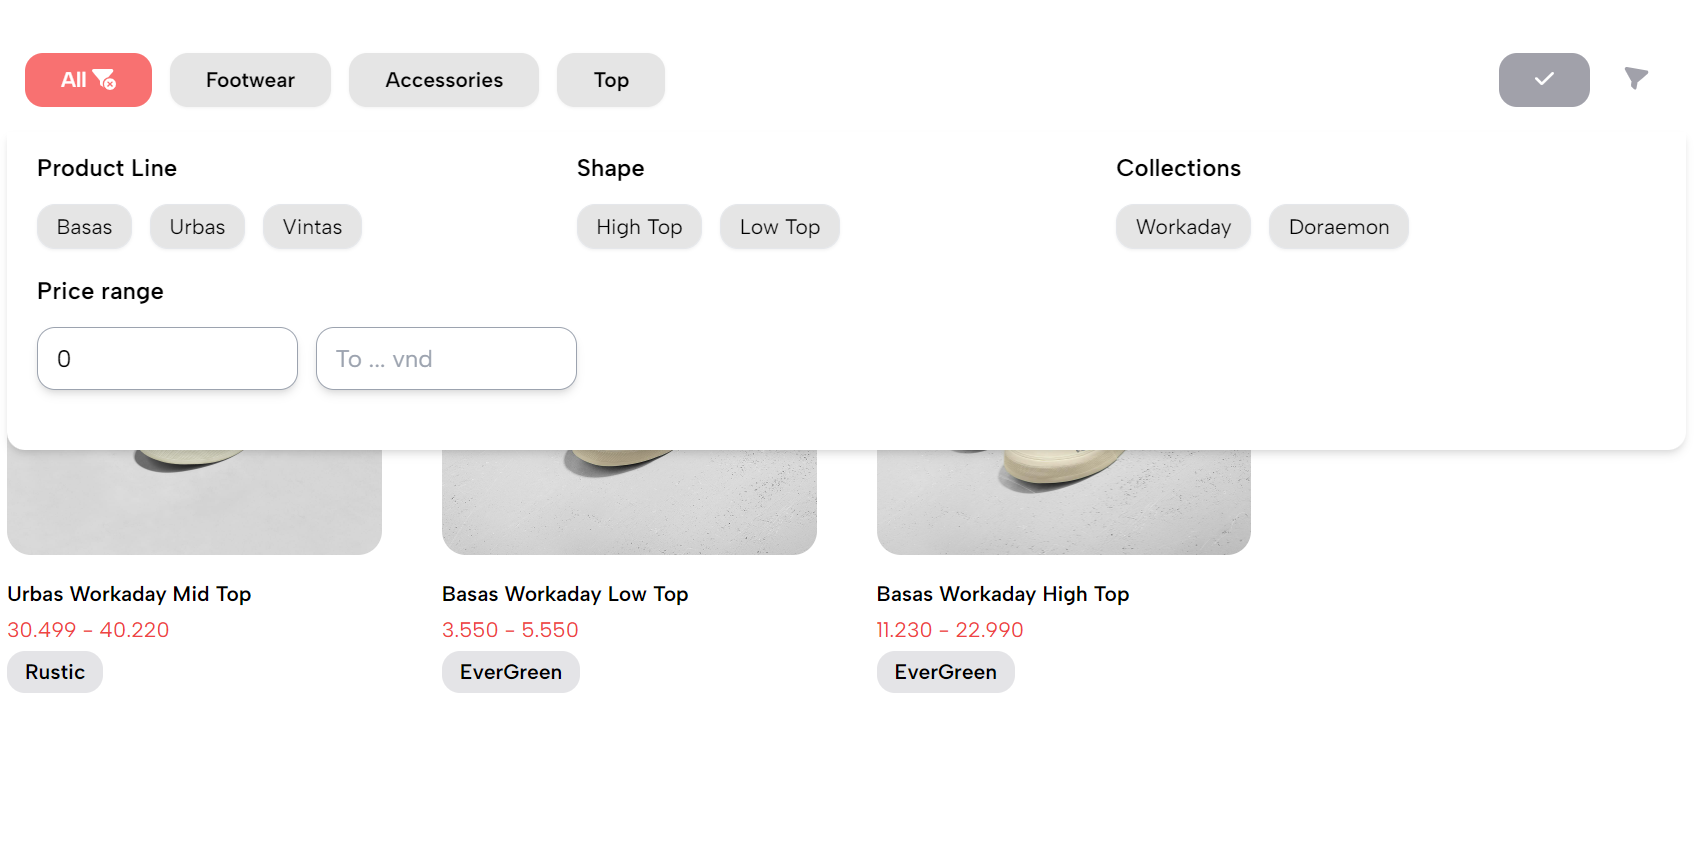 All
Footwear
Accessories
Top
Product Line
Shape
Collections
Basas
Urbas
Vintas
High Top
Low Top
Workaday
Doraemon
Price range
0
To ... vnd
Urbas Workaday Mid Top
Basas Workaday Low Top
Basas Workaday High Top
30.499 - 40.220
3.550 - 5.550
11.230 - 22.990
Rustic
EverGreen
EverGreen